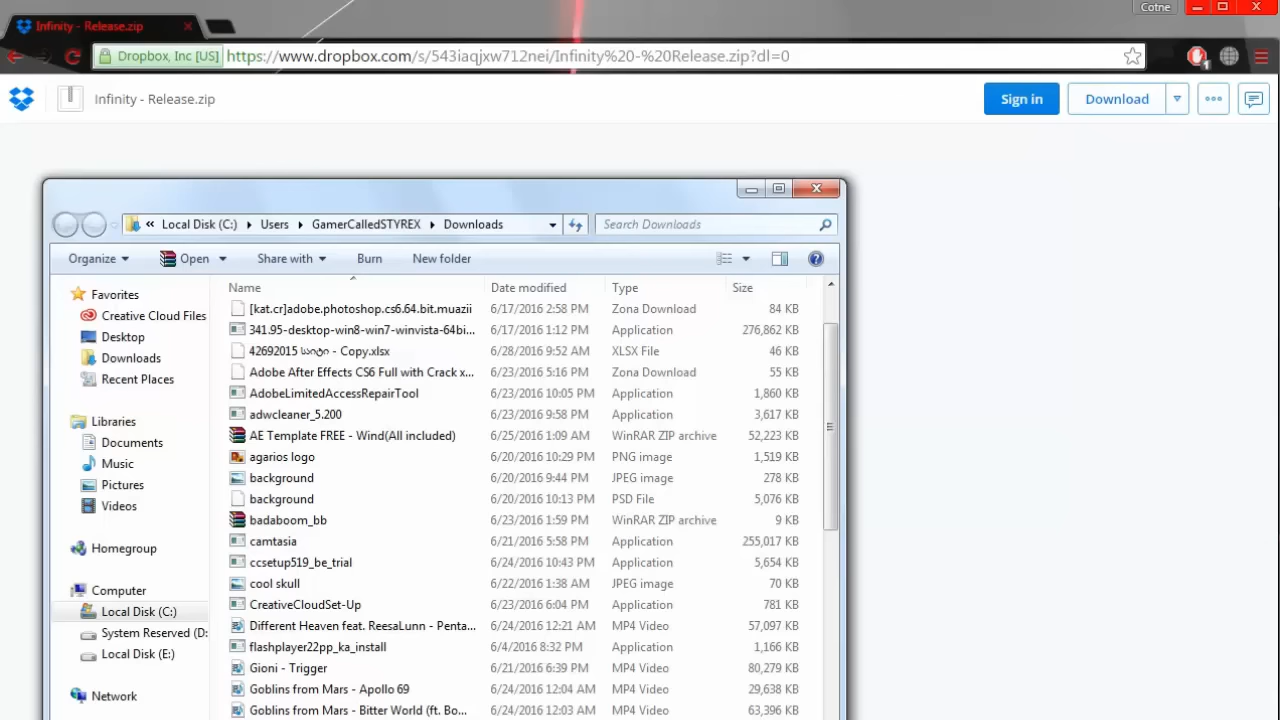 Cotne
Infinity - Release.zip
Dropbox, Inc [US] https://www.dropbox.com/s/543iaqjxw712nei/Infinity%20-%20Release.zip?dl=0
1
Infinity - Release.zip Sign in Download
« Local Disk (C:) Users GamerCalledSTYREX Downloads Search Downloads
Organize Open Share with Burn New folder
Name Date modified Type Size
Favorites
Creative Cloud Files
Desktop
Downloads
Recent Places
Libraries
Documents
Music
Pictures
Videos
Homegroup
Computer
Local Disk (C:)
System Reserved (D:
Local Disk (E:)
Network
[kat.cr]adobe.photoshop.cs6.64.bit.muazii 6/17/2016 2:58 PM Zona Download 84 KB
341.95-desktop-win8-win7-winvista-64bi... 6/17/2016 1:12 PM Application 276,862 KB
42692015 საიტი - Copy.xlsx 6/28/2016 9:52 AM XLSX File 46 KB
Adobe After Effects CS6 Full with Crack x... 6/23/2016 5:16 PM Zona Download 55 KB
AdobeLimitedAccessRepairTool 6/23/2016 10:05 PM Application 1,860 KB
adwcleaner_5.200 6/23/2016 9:58 PM Application 3,617 KB
AE Template FREE - Wind(All included) 6/25/2016 1:09 AM WinRAR ZIP archive 52,223 KB
agarios logo 6/20/2016 10:29 PM PNG image 1,519 KB
background 6/20/2016 9:44 PM JPEG image 278 KB
background 6/20/2016 10:13 PM PSD File 5,076 KB
badaboom_bb 6/23/2016 1:59 PM WinRAR ZIP archive 9 KB
camtasia 6/21/2016 5:58 PM Application 255,017 KB
ccsetup519_be_trial 6/24/2016 10:43 PM Application 5,654 KB
cool skull 6/22/2016 1:38 AM JPEG image 70 KB
CreativeCloudSet-Up 6/23/2016 6:04 PM Application 781 KB
Different Heaven feat. ReesaLunn - Penta... 6/24/2016 12:21 AM MP4 Video 57,097 KB
flashplayer22pp_ka_install 6/4/2016 8:32 PM Application 1,166 KB
Gioni - Trigger 6/21/2016 6:39 PM MP4 Video 80,279 KB
Goblins from Mars - Apollo 69 6/24/2016 12:04 AM MP4 Video 29,638 KB
Goblins from Mars - Bitter World (ft. Bo... 6/24/2016 12:03 AM MP4 Video 63,396 KB